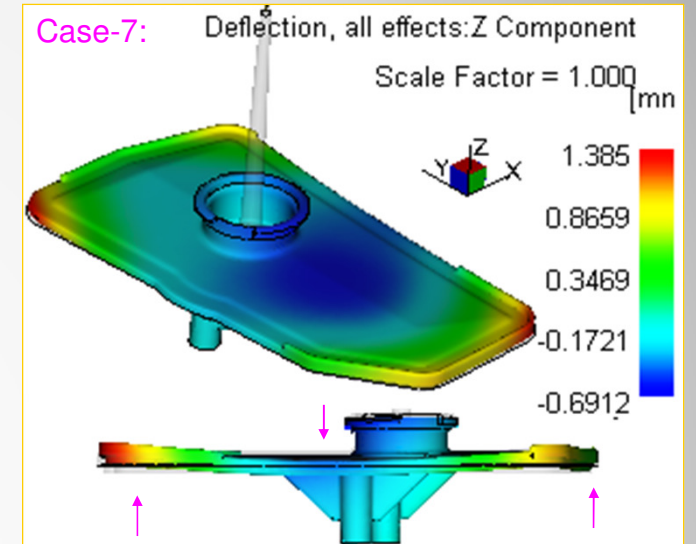 Case-7:
Deflection, all effects:Z Component
Scale Factor = 1.000
[mn
Z
Y
X
1.385
0.8659
0.3469
-0.1721
-0.6912